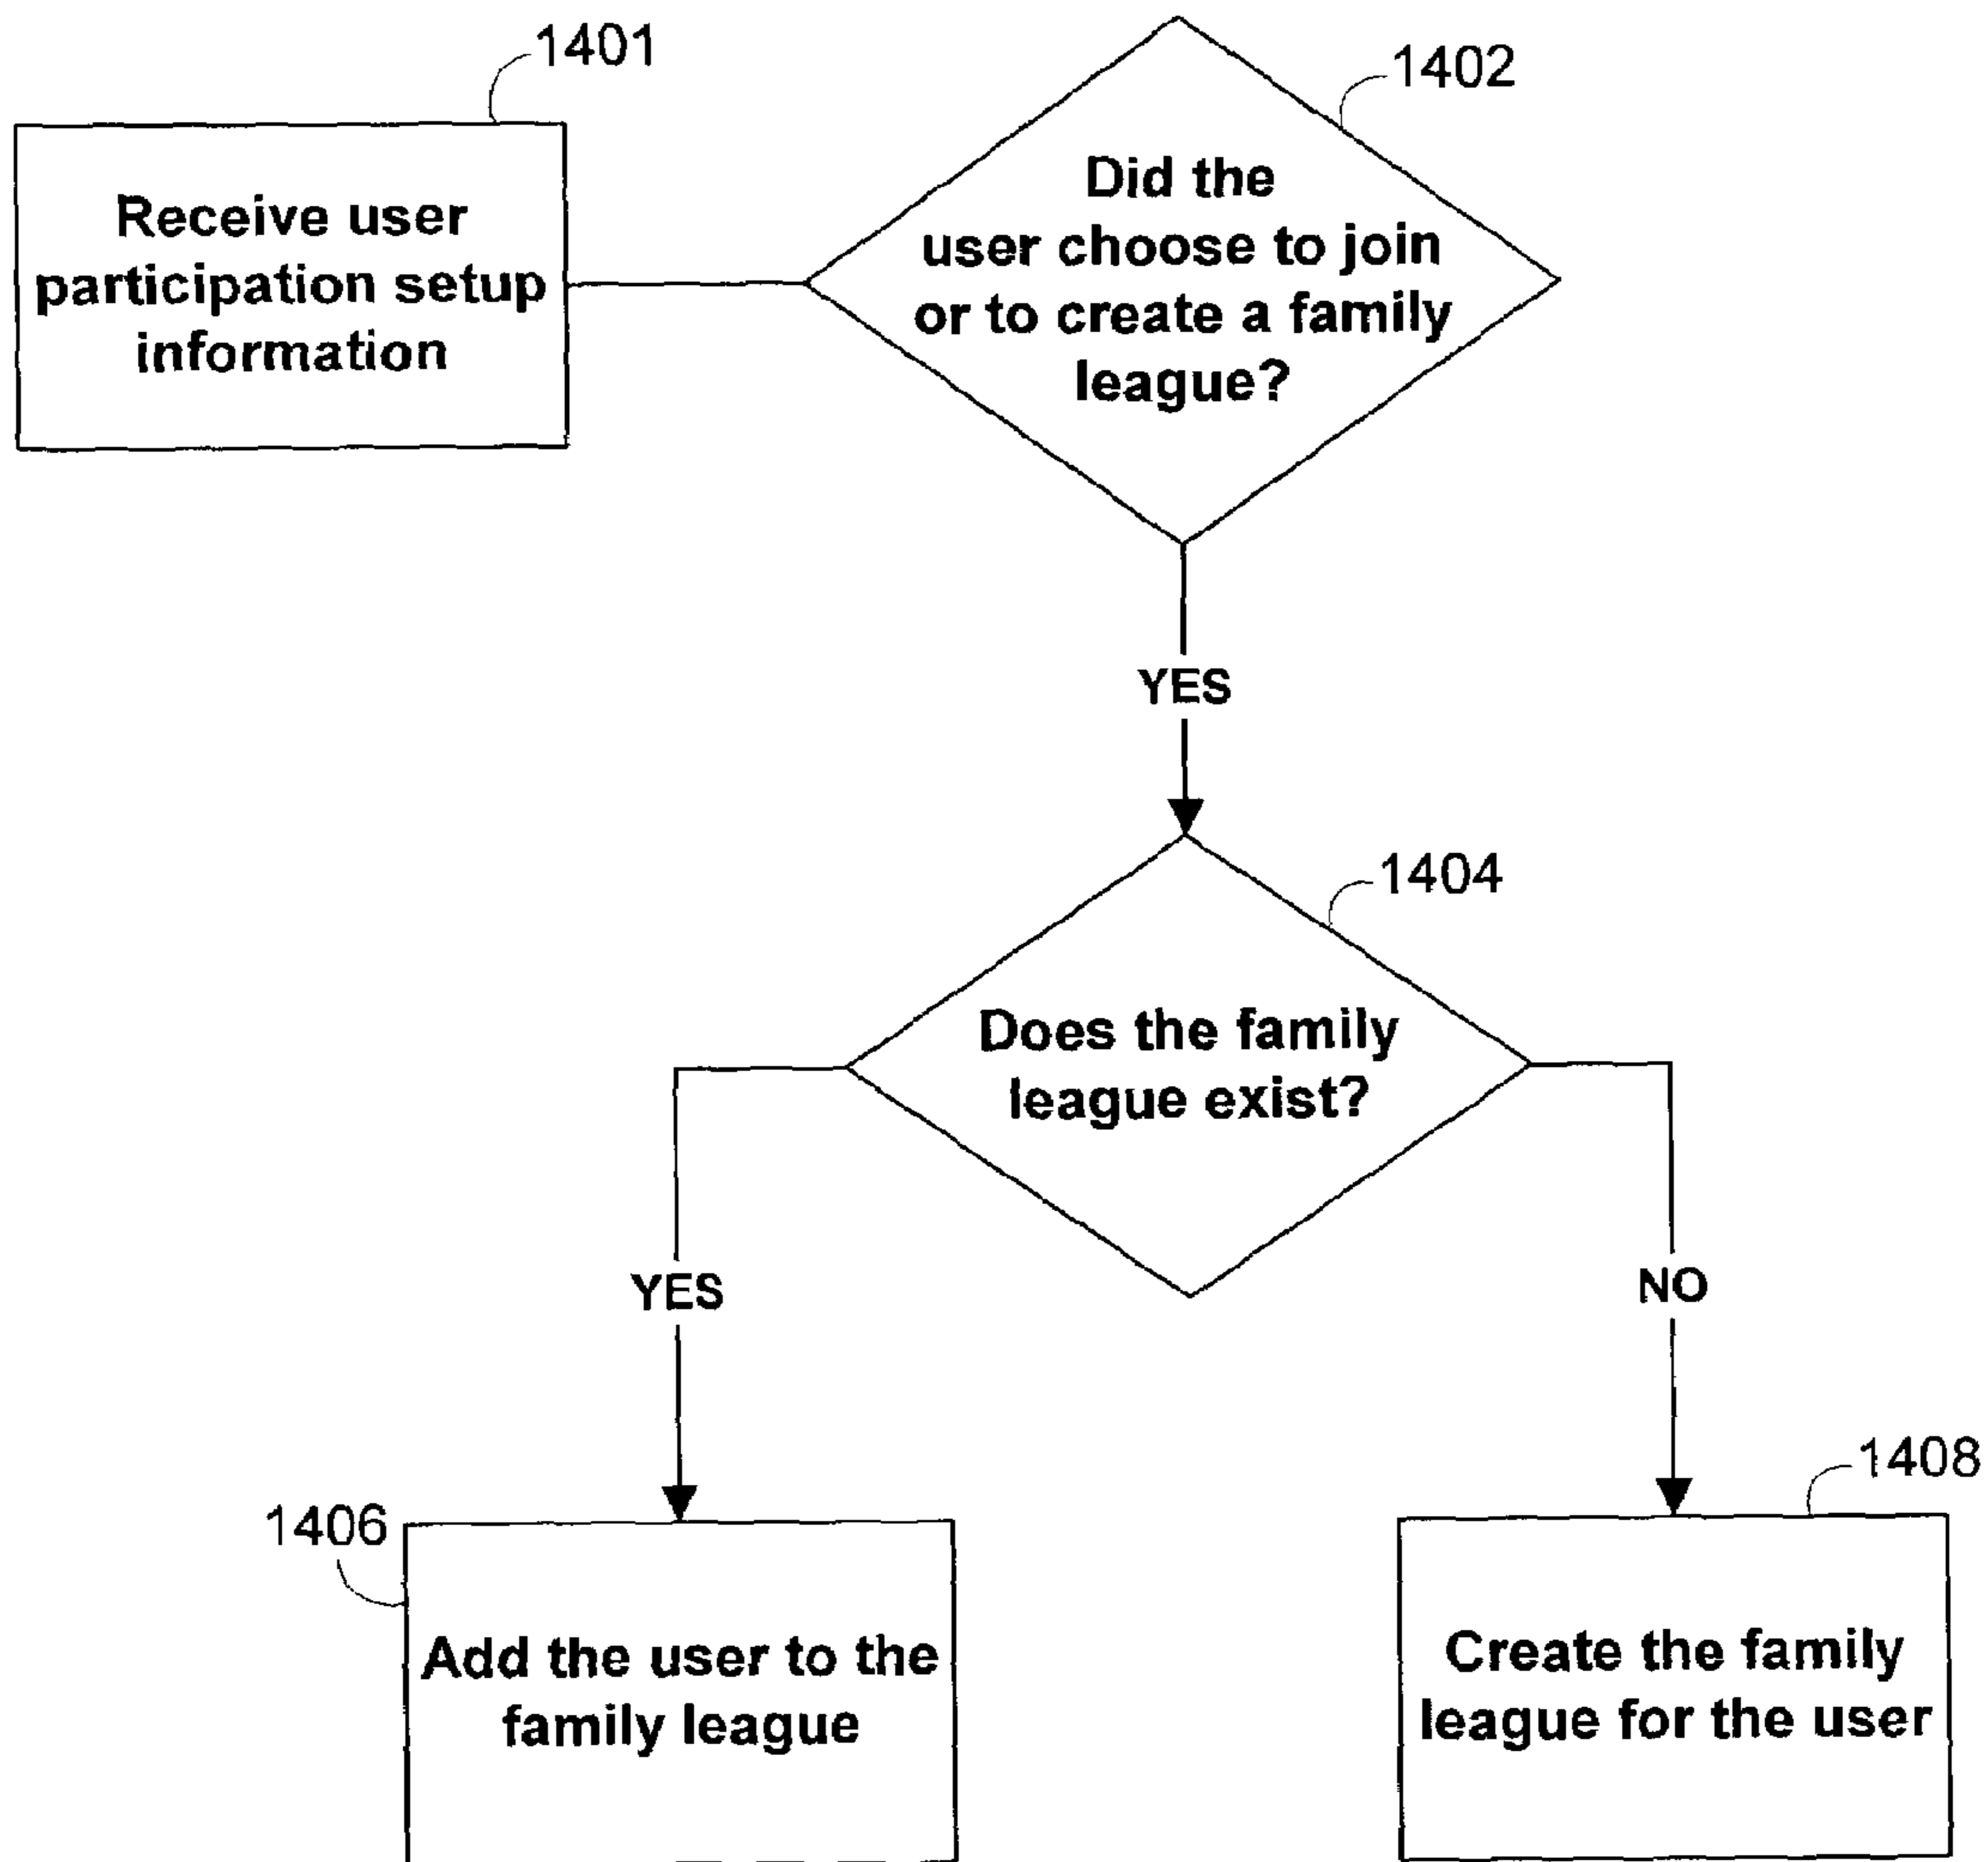 1401
Receive user
participation setup
information
1402
Did the
user choose to join
or to create a family
league?
YES
1404
Does the family
league exist?
YES
NO
1406
Add the user to the
family league
1408
Create the family
league for the user